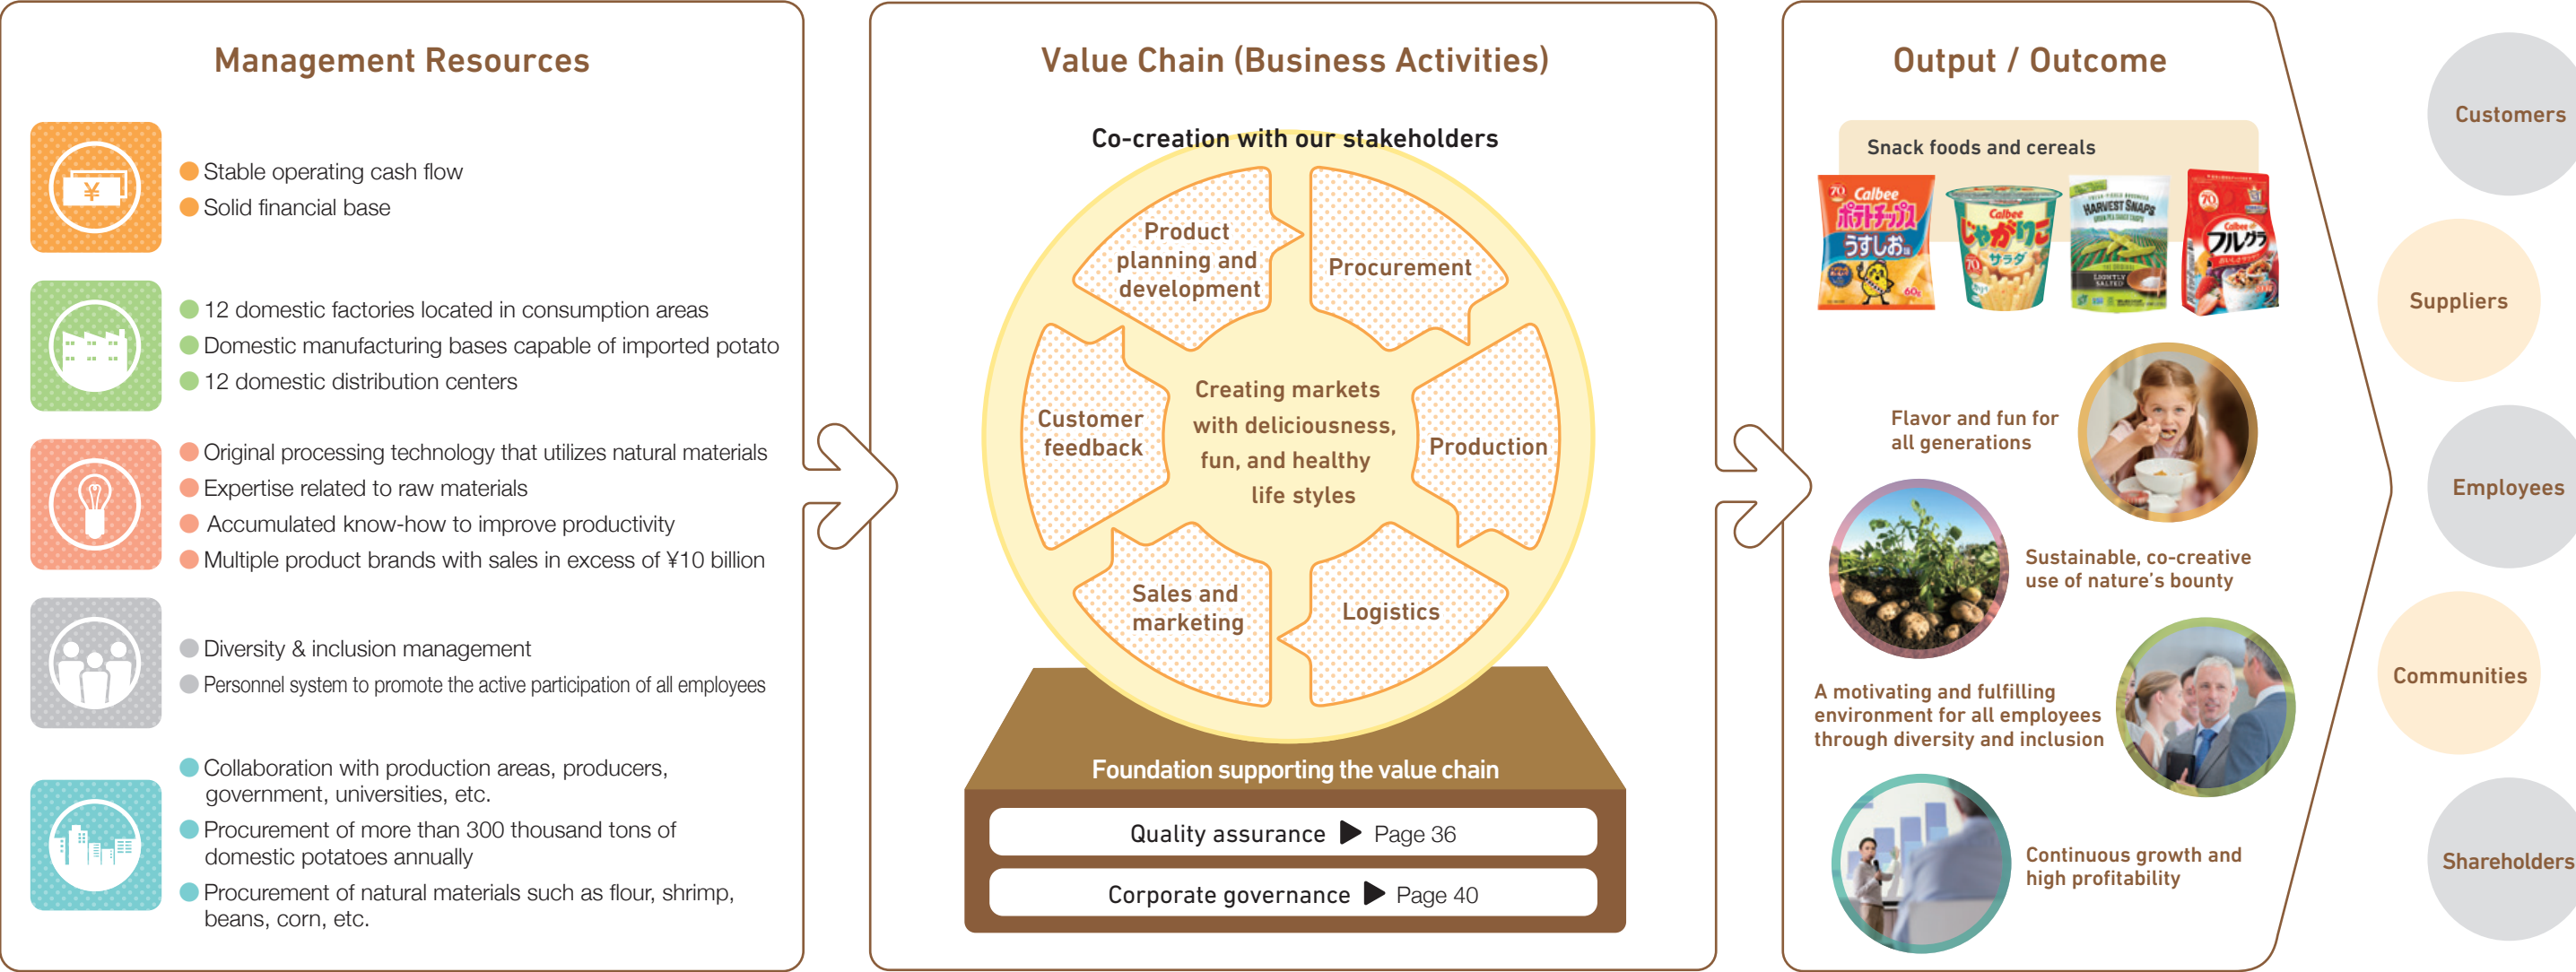 Management Resources
¥
Stable operating cash flow
Solid financial base
12 domestic factories located in consumption areas
Domestic manufacturing bases capable of imported potato
12 domestic distribution centers
Original processing technology that utilizes natural materials
Expertise related to raw materials
Accumulated know-how to improve productivity
Multiple product brands with sales in excess of ¥10 billion
Diversity & inclusion management
Personnel system to promote the active participation of all employees
Collaboration with production areas, producers,
government, universities, etc.
Procurement of more than 300 thousand tons of
domestic potatoes annually
Procurement of natural materials such as flour, shrimp,
beans, corn, etc.
Value Chain (Business Activities)
Co-creation with our stakeholders
Product
planning and
development
Procurement
Production
Logistics
Sales and
marketing
Customer
feedback
Creating markets
with deliciousness,
fun, and healthy
life styles
Foundation supporting the value chain
Quality assurance ▶ Page 36
Corporate governance ▶ Page 40
Output / Outcome
Snack foods and cereals
70
Calbee
ポテトチップス
うすしお味
60g
Calbee
じゃがりこ
サラダ
70
HARVEST SNAPS
LIGHTLY
SALTED
70
Calbee
フルグラ
Flavor and fun for
all generations
Sustainable, co-creative
use of nature's bounty
A motivating and fulfilling
environment for all employees
through diversity and inclusion
Continuous growth and
high profitability
Customers
Suppliers
Employees
Communities
Shareholders